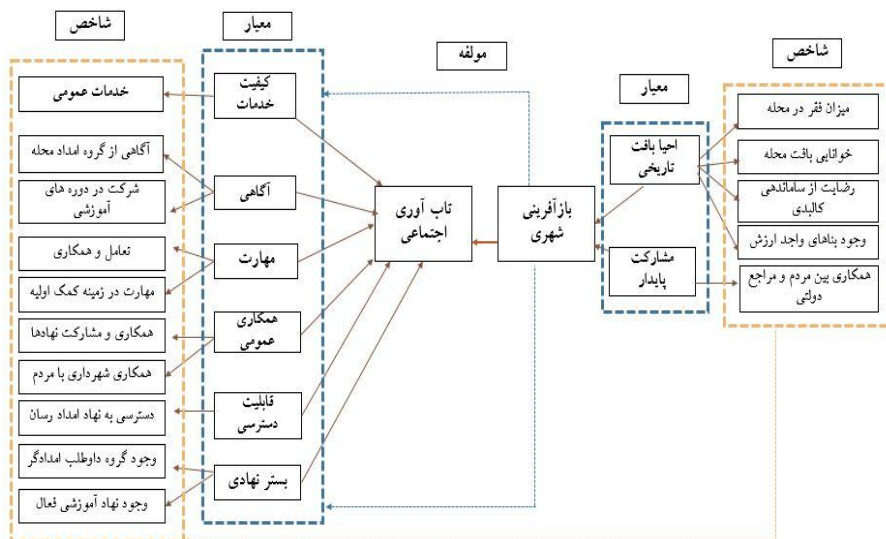 شاخص
میزان فقر در محله
خوانایی بافت محله
رضایت از ساماندهی
کالبدی
وجود بناهای واجد ارزش
همکاری بین مردم و مراجع
دولتی
معیار
احیا بافت
تاریخی
مشارکت
پایدار
مولفه
بازآفرینی
شهری
تاب آوری
اجتماعی
معیار
کیفیت
خدمات
آگاهی
مهارت
همکاری
عمومی
قابلیت
دسترسی
بستر نهادی
شاخص
خدمات عمومی
آگاهی از گروه امداد محله
شرکت در دوره های
آموزشی
تعامل و همکاری
مهارت در زمینه کمک اولیه
همکاری و مشارکت نهادها
همکاری شهرداری با مردم
دسترسی به نهاد امداد رسان
وجود گروه داوطلب امدادگر
وجود نهاد آموزشی فعال